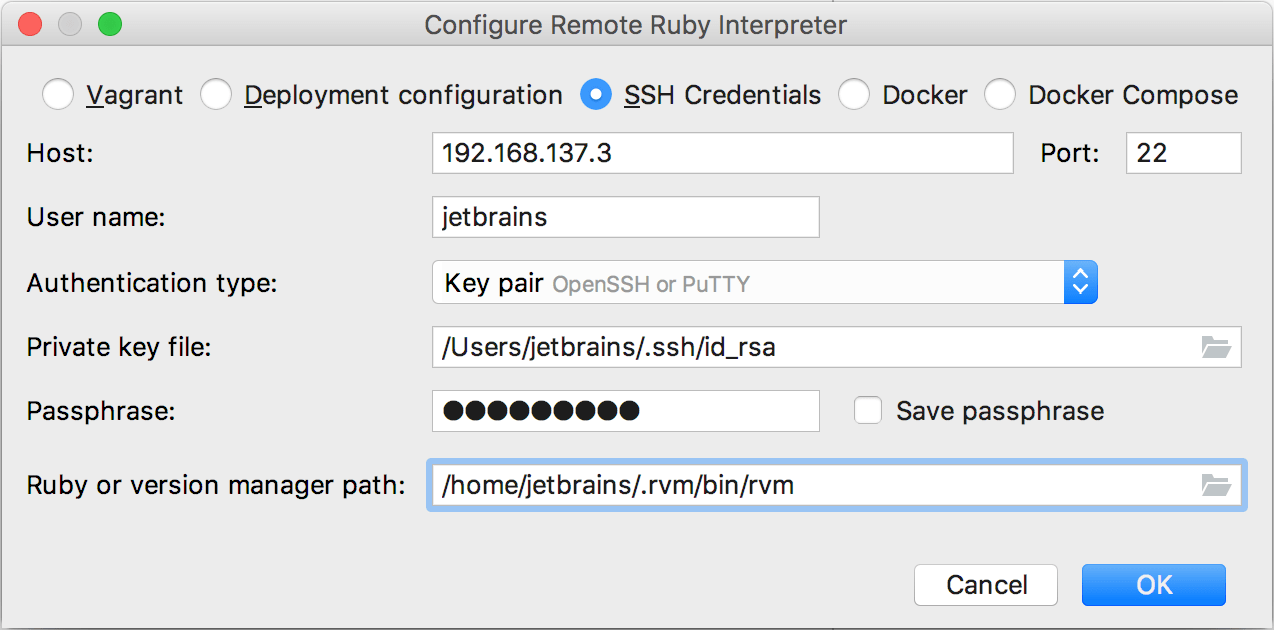 Configure Remote Ruby Interpreter
Vagrant Deployment configuration SSH Credentials Docker Docker Compose
Host: 192.168.137.3 Port: 22
User name: jetbrains
Authentication type: Key pair OpenSSH or PuTTY
Private key file: /Users/jetbrains/.ssh/id_rsa
Passphrase: ●●●●●●●●● Save passphrase
Ruby or version manager path: /home/jetbrains/.rvm/bin/rvm
Cancel OK